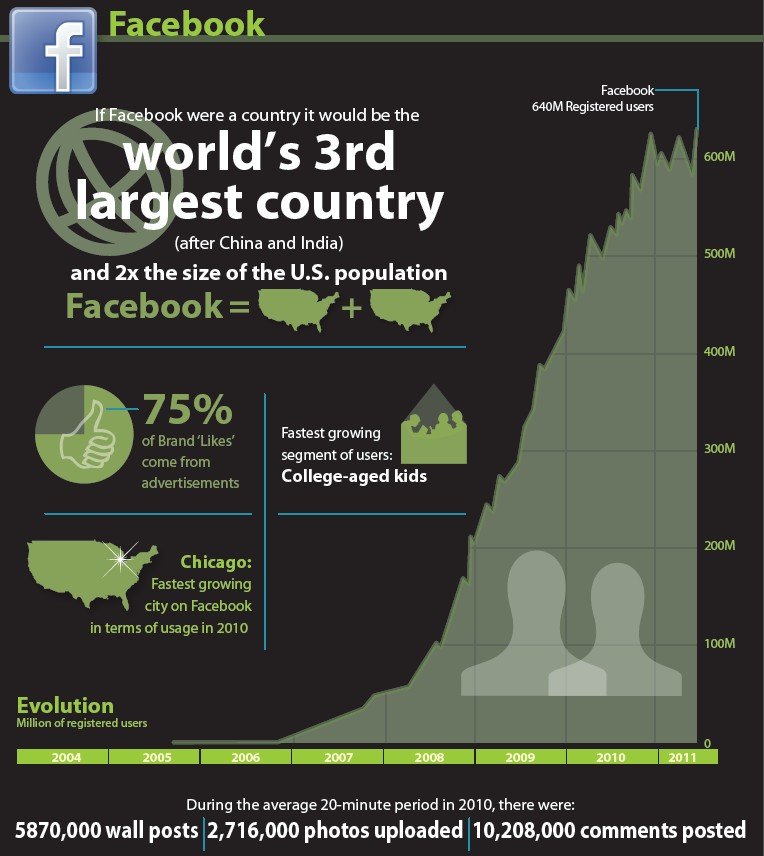 f
Facebook
Facebook
640M Registered users
If Facebook were a country it would be the
world's 3rd
largest country
(after China and India)
and 2x the size of the U.S. population
Facebook = +
75%
of Brand 'Likes'
come from
advertisements
Fastest growing
segment of users:
College-aged kids
Chicago:
Fastest growing
city on Facebook
in terms of usage in 2010
600M
500M
400M
300M
200M
100M
0
Evolution
Million of registered users
2004 2005 2006 2007 2008 2009 2010 2011
During the average 20-minute period in 2010, there were:
5870,000 wall posts 2,716,000 photos uploaded 10,208,000 comments posted